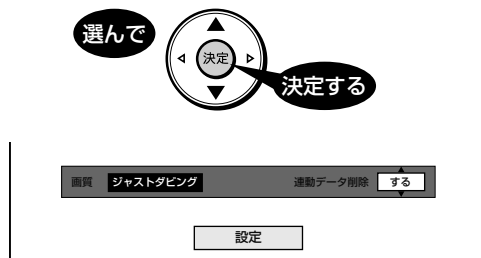 選んで
決定
決定する
画質 ジャストダビング 連動データ削除 する
設定